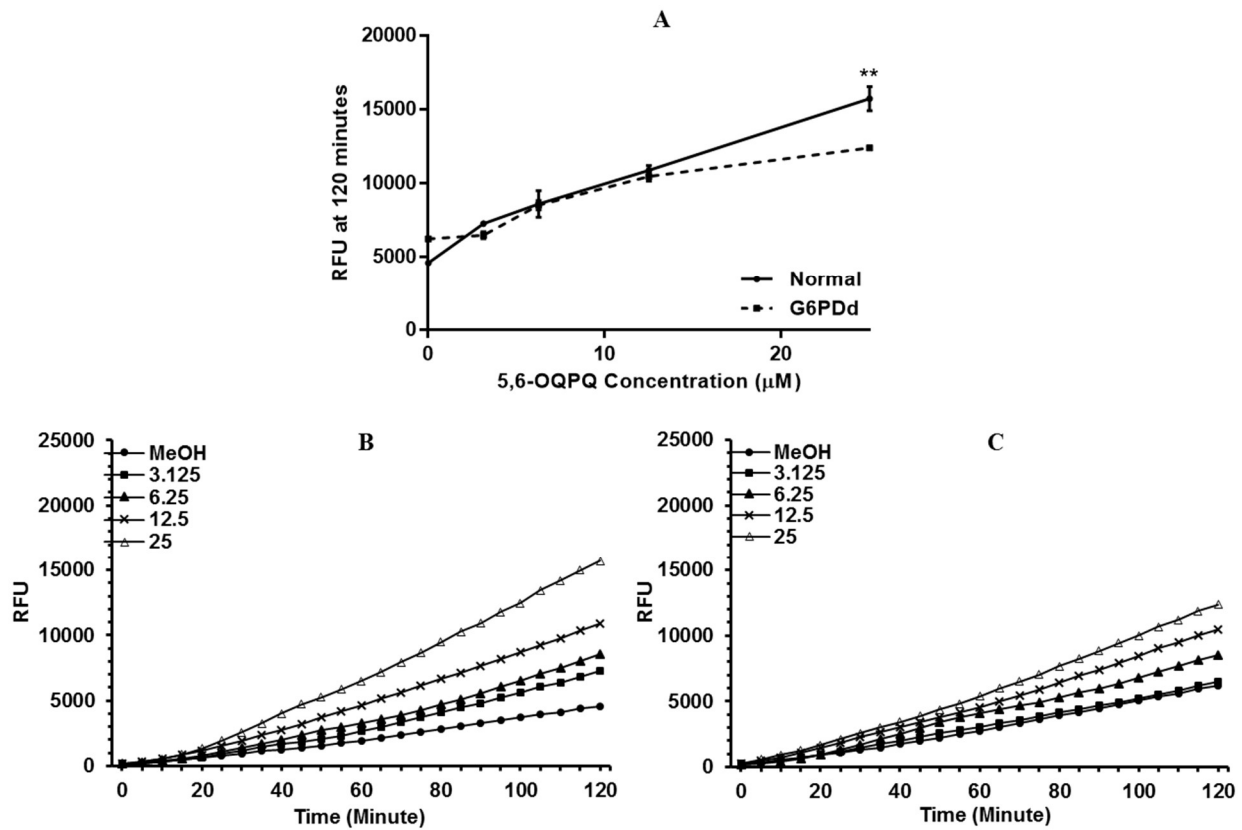 A
20000
15000
10000
5000
0
RFU at 120 minutes
**
Normal
G6PDd
0 10 20
5,6-OQPQ Concentration (μM)
B
25000
20000
15000
10000
5000
0
RFU
MeOH
3.125
6.25
12.5
25
0 20 40 60 80 100 120
Time (Minute)
C
25000
20000
15000
10000
5000
0
RFU
MeOH
3.125
6.25
12.5
25
0 20 40 60 80 100 120
Time (Minute)